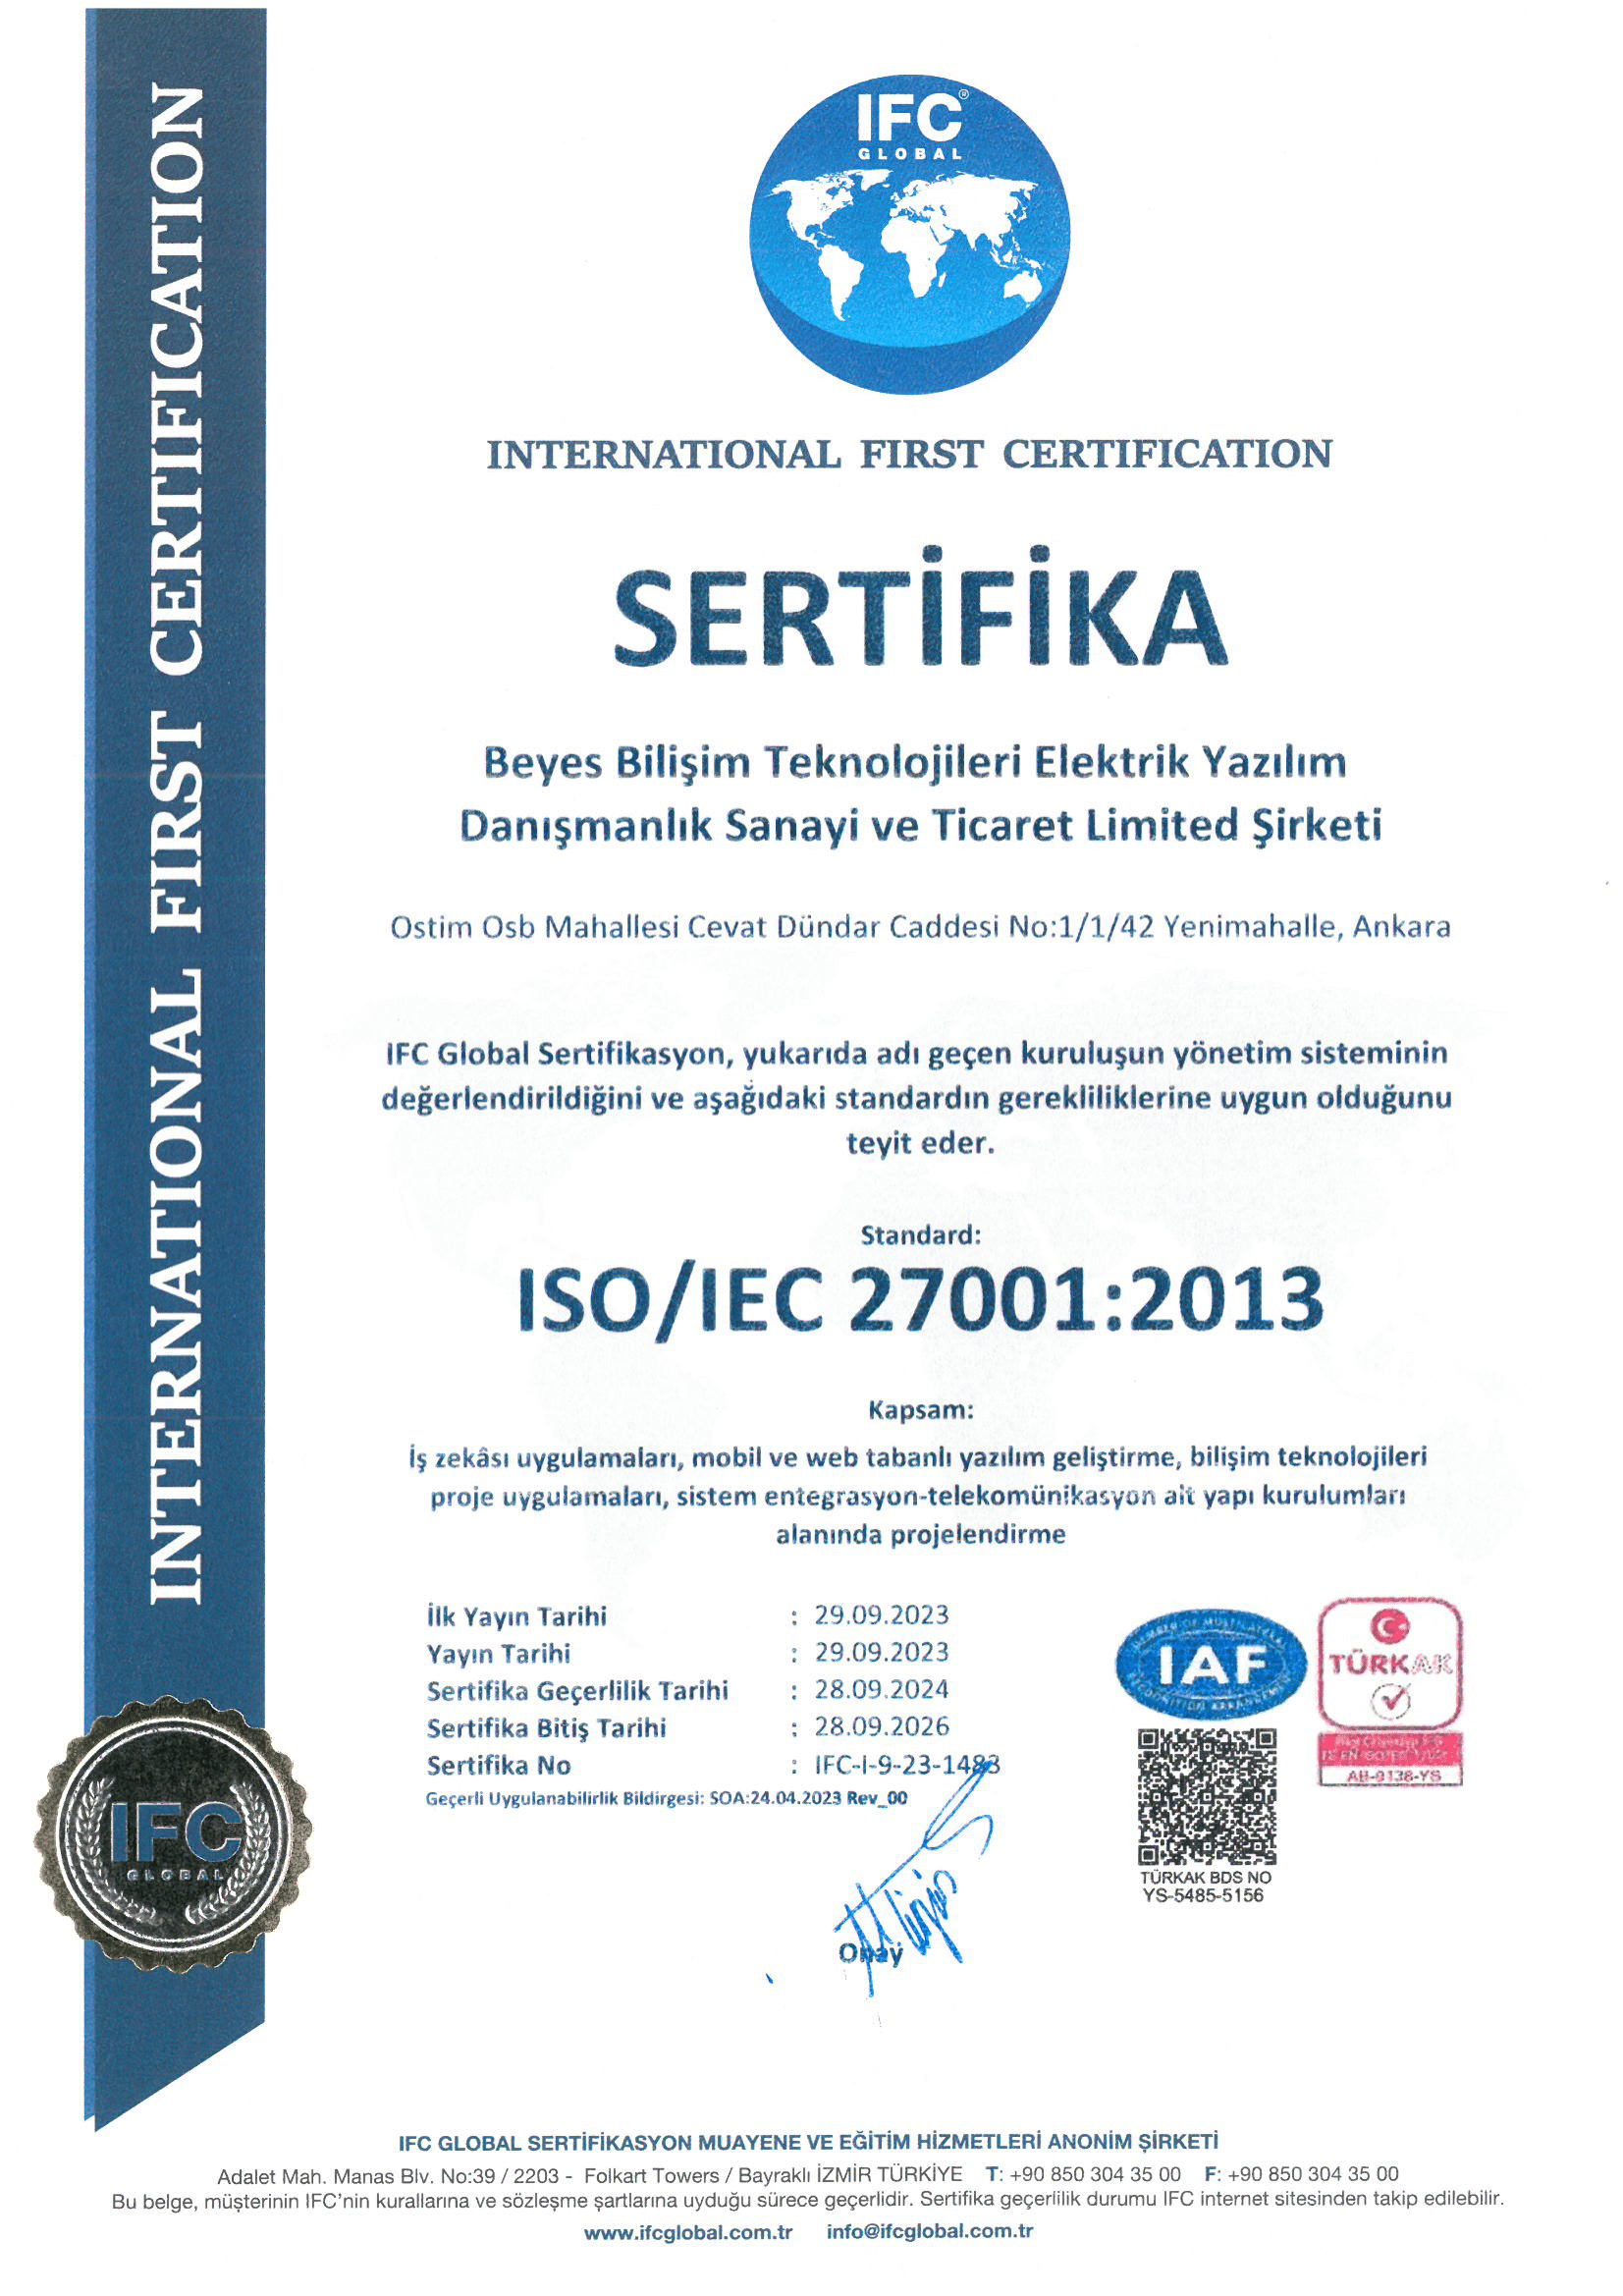 INTERNATIONAL FIRST CERTIFICATION
IFC®
GLOBAL
INTERNATIONAL FIRST CERTIFICATION
SERTİFİKA
Beyes Bilişim Teknolojileri Elektrik Yazılım
Danışmanlık Sanayi ve Ticaret Limited Şirketi
Ostim Osb Mahallesi Cevat Dündar Caddesi No:1/1/42 Yenimahalle, Ankara
IFC Global Sertifikasyon, yukarıda adı geçen kuruluşun yönetim sisteminin
değerlendirildiğini ve aşağıdaki standardın gerekliliklerine uygun olduğunu
teyit eder.
Standard:
ISO/IEC 27001:2013
Kapsam:
İş zekâsı uygulamaları, mobil ve web tabanlı yazılım geliştirme, bilişim teknolojileri
proje uygulamaları, sistem entegrasyon-telekomünikasyon alt yapı kurulumları
alanında projelendirme
İlk Yayın Tarihi : 29.09.2023
Yayın Tarihi : 29.09.2023
Sertifika Geçerlilik Tarihi : 28.09.2024
Sertifika Bitiş Tarihi : 28.09.2026
Sertifika No : IFC-I-9-23-1483
Geçerli Uygulanabilirlik Bildirgesi: SOA:24.04.2023 Rev_00
IAF
TÜRKAK
AB-0138-YS
TÜRKAK BDS NO
YS-5485-5156
Onay
IFC
GLOBAL
IFC GLOBAL SERTİFİKASYON MUAYENE VE EĞİTİM HİZMETLERİ ANONİM ŞİRKETİ
Adalet Mah. Manas Blv. No:39 / 2203 - Folkart Towers / Bayraklı İZMİR TÜRKİYE T: +90 850 304 35 00 F: +90 850 304 35 00
Bu belge, müşterinin IFC'nin kurallarına ve sözleşme şartlarına uyduğu sürece geçerlidir. Sertifika geçerlilik durumu IFC internet sitesinden takip edilebilir.
www.ifcglobal.com.tr info@ifcglobal.com.tr